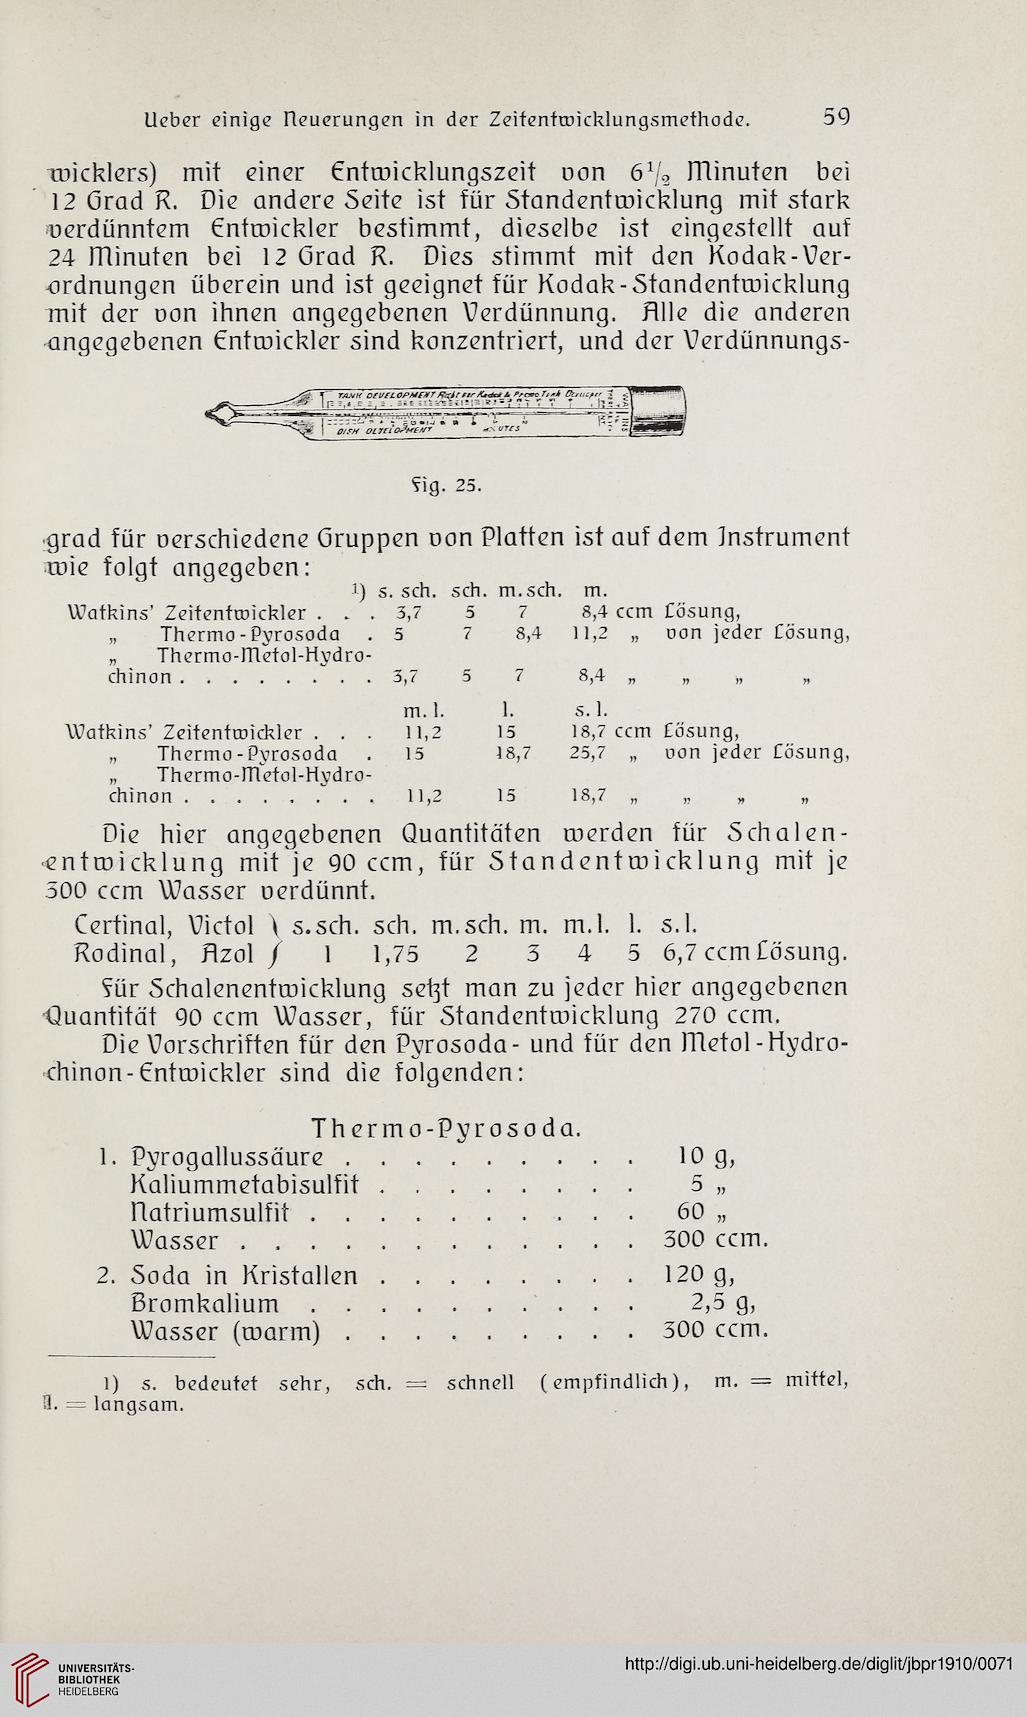 Ueber einige Neuerungen in der Zeitentwicklungsmethode. 59
wicklers) mit einer Entwicklungszeit von 6 1/2 Minuten bei
12 Grad R. Die andere Seite ist für Standentwicklung mit stark
verdünntem Entwickler bestimmt, dieselbe ist eingestellt auf
24 Minuten bei 12 Grad R. Dies stimmt mit den Kodak-Ver-
ordnungen überein und ist geeignet für Kodak-Standentwicklung
mit der von ihnen angegebenen Verdünnung. Alle die anderen
angegebenen Entwickler sind konzentriert, und der Verdünnungs-
TANK DEVELOPMENT
DISH DEVELOPMENT
Fig. 25.
grad für verschiedene Gruppen von Platten ist auf dem Instrument
wie folgt angegeben:
1) s. sch. sch. m. sch. m.
Watkins' Zeitentwickler . . . 3,7 5 7 8,4 ccm Lösung,
„ Thermo-Pyrosoda . 5 7 8,4 11,2 „ von jeder Lösung,
„ Thermo-Metol-Hydro-
chinon . . . . . . . . 3,7 5 7 8,4 „ „ „ „
m. l. l. s. l.
Watkins' Zeitentwickler . . . 11,2 15 18,7 ccm Lösung,
„ Thermo-Pyrosoda . 15 18,7 25,7 „ von jeder Lösung,
„ Thermo-Metol-Hydro-
chinon . . . . . . . . 11,2 15 18,7 „ „ „ „
Die hier angegebenen Quantitäten werden für Schalen-
entwicklung mit je 90 ccm, für Standentwicklung mit je
300 ccm Wasser verdünnt.
Certinal, Victol } s. sch. sch. m. sch. m. m. l. l. s. l.
Rodinal, Azol } 1 1,75 2 3 4 5 6,7 ccm Lösung.
Für Schalenentwicklung setzt man zu jeder hier angegebenen
Quantität 90 ccm Wasser, für Standentwicklung 270 ccm.
Die Vorschriften für den Pyrosoda- und für den Metol-Hydro-
chinon-Entwickler sind die folgenden:
Thermo-Pyrosoda.
1. Pyrogallussäure . . . . . . . . . 10 g,
Kaliummetabisulfit . . . . . . . . 5 „
Natriumsulfit . . . . . . . . . . 60 „
Wasser . . . . . . . . . . . . 300 ccm.
2. Soda in Kristallen . . . . . . . . 120 g,
Bromkalium . . . . . . . . . . 2,5 g,
Wasser (warm) . . . . . . . . . 300 ccm.
1) s. bedeutet sehr, sch. = schnell (empfindlich), m. = mittel,
l. = langsam.
UNIVERSITÄTS-
BIBLIOTHEK
HEIDELBERG
http://digi.ub.uni-heidelberg.de/diglit/jbpr1910/0071